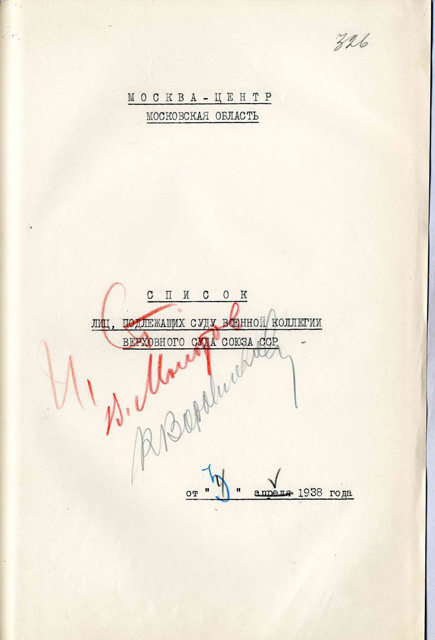 326
МОСКВА-ЦЕНТР
МОСКОВСКАЯ ОБЛАСТЬ
СПИСОК
ЛИЦ, ПОДЛЕЖАЩИХ СУДУ ВОЕННОЙ КОЛЛЕГИИ
ВЕРХОВНОГО СУДА СОЮЗА ССР
И. Ст
В. Молотов
К Ворошилов
от " " апреля 1938 года